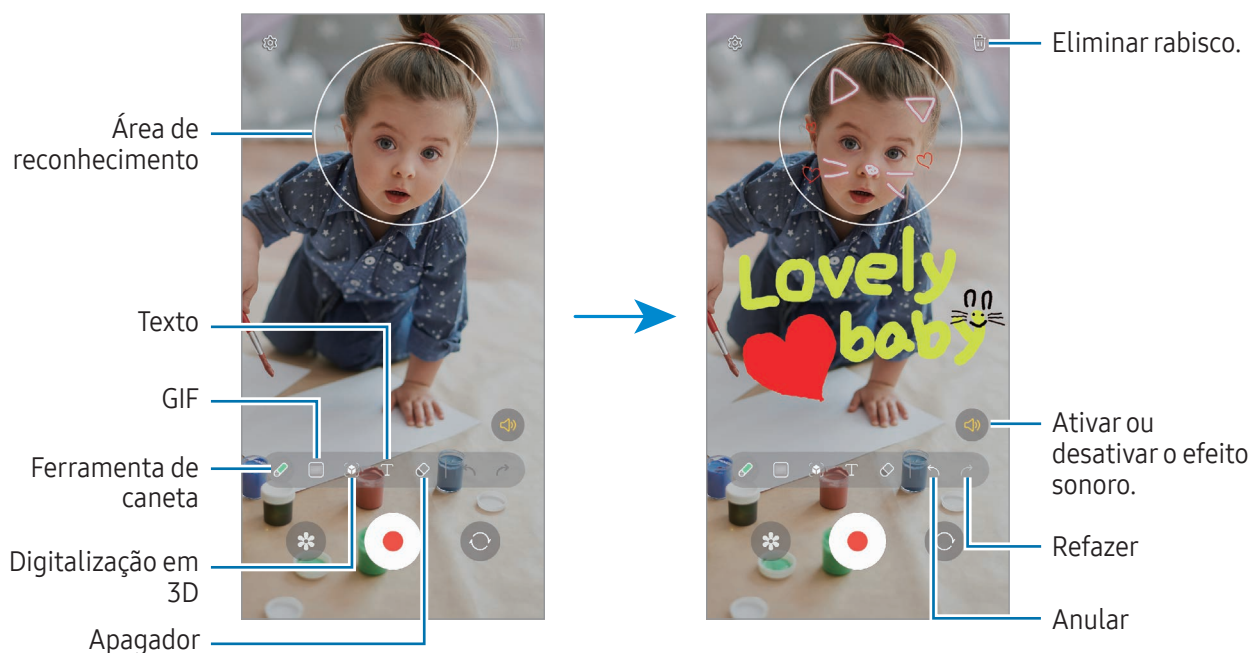 Área de
reconhecimento
Texto
GIF
Ferramenta de
caneta
Digitalização em
3D
Apagador
T
Lovely
baby
T
Eliminar rabisco.
Ativar ou
desativar o efeito
sonoro.
Refazer
Anular